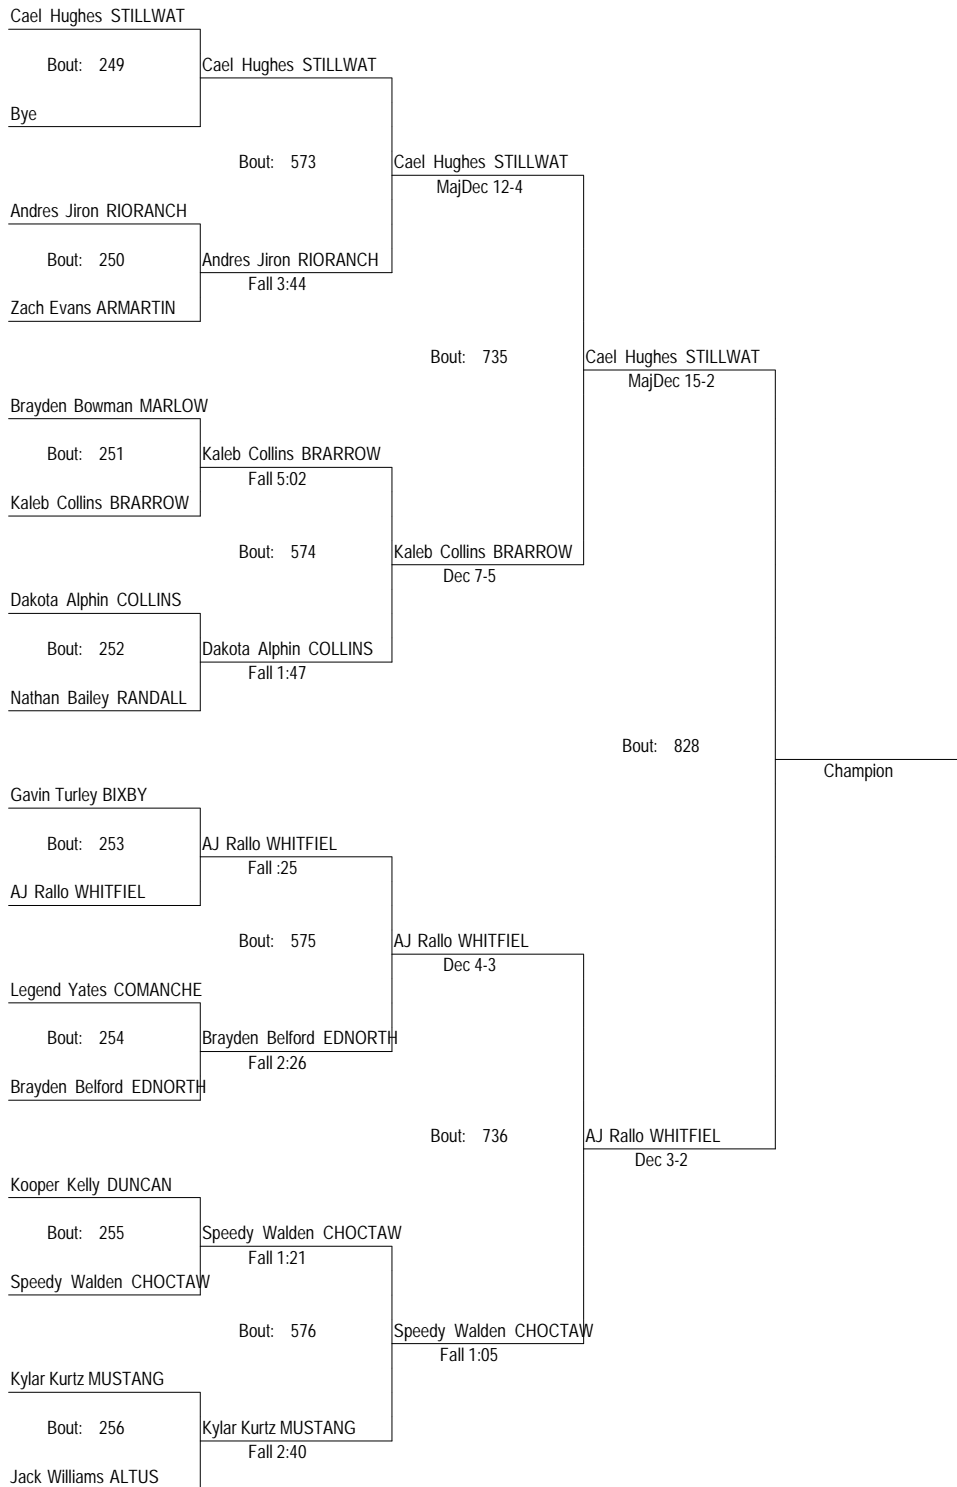 Cael Hughes STILLWAT
Bout: 249
Cael Hughes STILLWAT
Bye
Bout: 573
Cael Hughes STILLWAT
MajDec 12-4
Andres Jiron RIORANCH
Bout: 250
Andres Jiron RIORANCH
Fall 3:44
Zach Evans ARMARTIN
Bout: 735
Cael Hughes STILLWAT
MajDec 15-2
Brayden Bowman MARLOW
Bout: 251
Kaleb Collins BRARROW
Fall 5:02
Kaleb Collins BRARROW
Bout: 574
Kaleb Collins BRARROW
Dec 7-5
Dakota Alphin COLLINS
Bout: 252
Dakota Alphin COLLINS
Fall 1:47
Nathan Bailey RANDALL
Bout: 828
Champion
Gavin Turley BIXBY
Bout: 253
AJ Rallo WHITFIEL
Fall :25
AJ Rallo WHITFIEL
Bout: 575
AJ Rallo WHITFIEL
Dec 4-3
Legend Yates COMANCHE
Bout: 254
Brayden Belford EDNORTH
Fall 2:26
Brayden Belford EDNORTH
Bout: 736
AJ Rallo WHITFIEL
Dec 3-2
Kooper Kelly DUNCAN
Bout: 255
Speedy Walden CHOCTAW
Fall 1:21
Speedy Walden CHOCTAW
Bout: 576
Speedy Walden CHOCTAW
Fall 1:05
Kylar Kurtz MUSTANG
Bout: 256
Kylar Kurtz MUSTANG
Fall 2:40
Jack Williams ALTUS